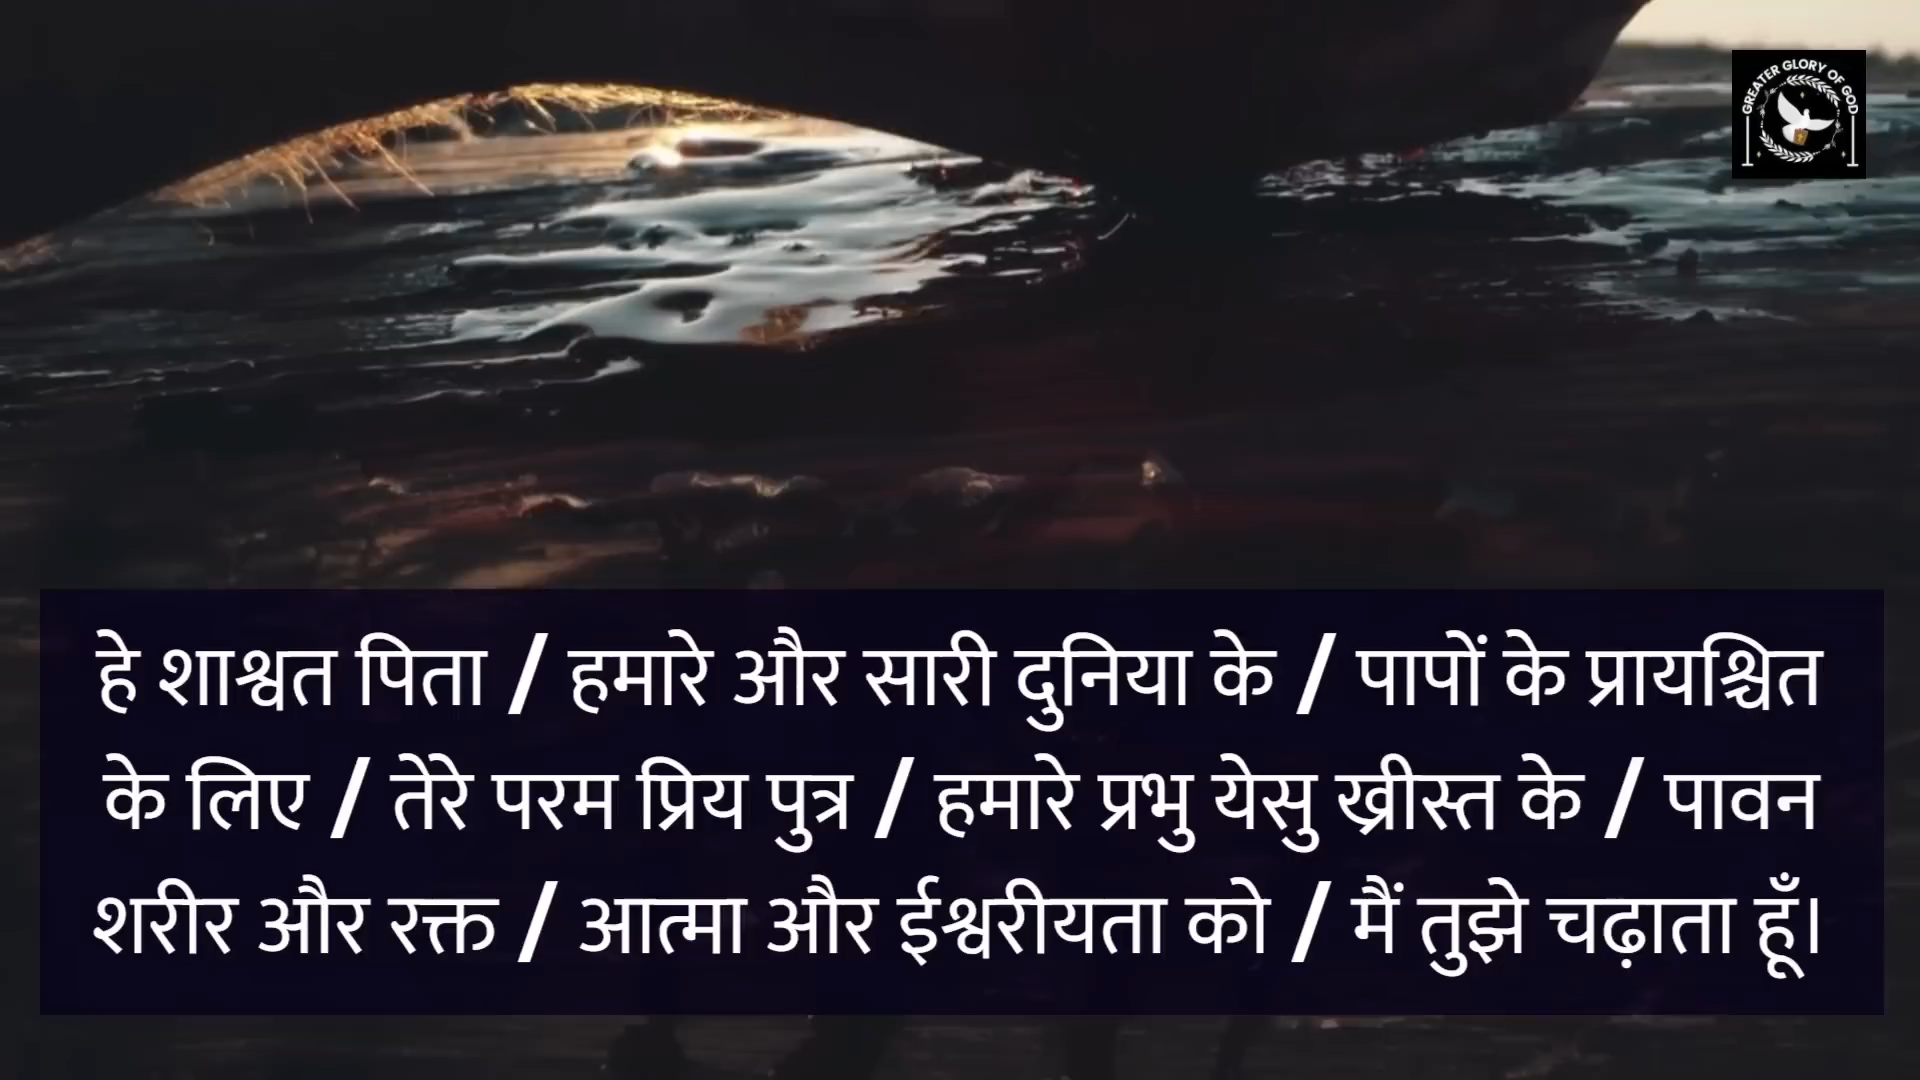 GREATER GLORY OF GOD
हे शाश्वत पिता / हमारे और सारी दुनिया के / पापों के प्रायश्चित
के लिए / तेरे परम प्रिय पुत्र / हमारे प्रभु येसु ख्रीस्त के / पावन
शरीर और रक्त / आत्मा और ईश्वरीयता को / मैं तुझे चढ़ाता हूँ।